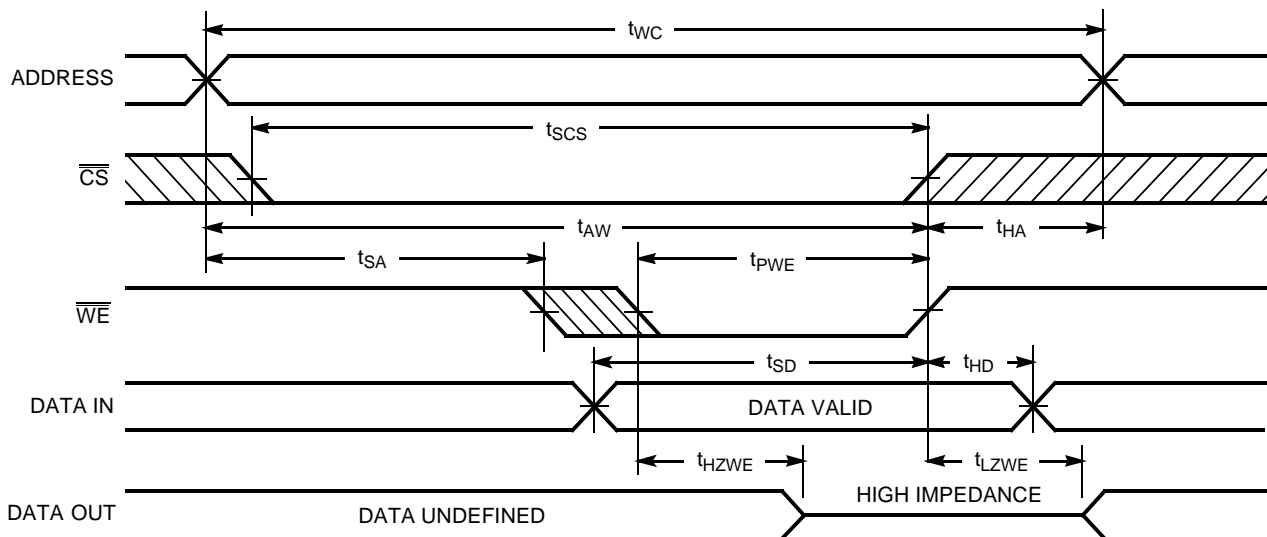 tWC
ADDRESS
tSCS
CS
tAW
tHA
tSA
tPWE
WE
tSD
tHD
DATA IN
DATA VALID
tHZWE
tLZWE
HIGH IMPEDANCE
DATA OUT
DATA UNDEFINED